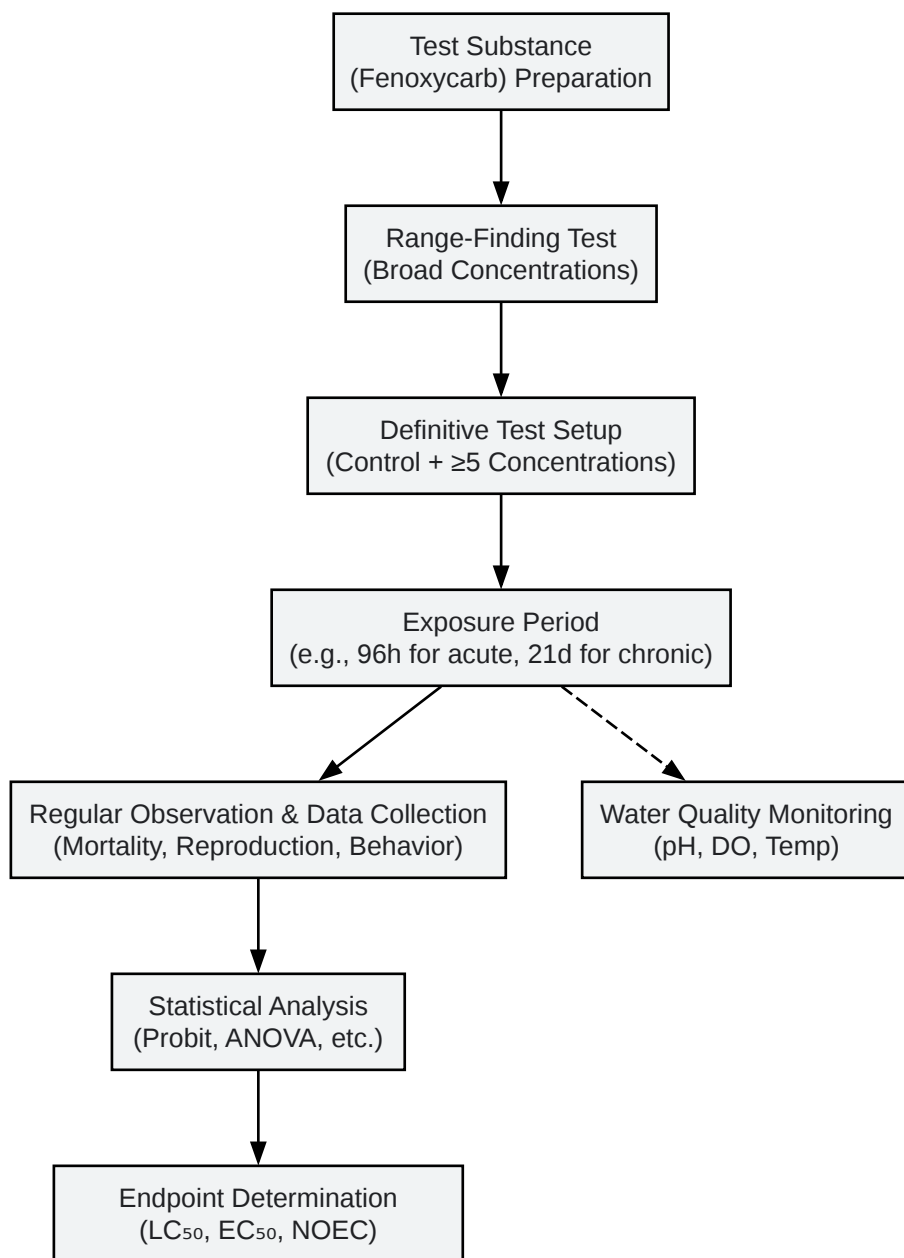 Test Substance
(Fenoxycarb) Preparation
Range-Finding Test
(Broad Concentrations)
Definitive Test Setup
(Control + ≥5 Concentrations)
Exposure Period
(e.g., 96h for acute, 21d for chronic)
Regular Observation & Data Collection
(Mortality, Reproduction, Behavior)
Water Quality Monitoring
(pH, DO, Temp)
Statistical Analysis
(Probit, ANOVA, etc.)
Endpoint Determination
(LC₅₀, EC₅₀, NOEC)